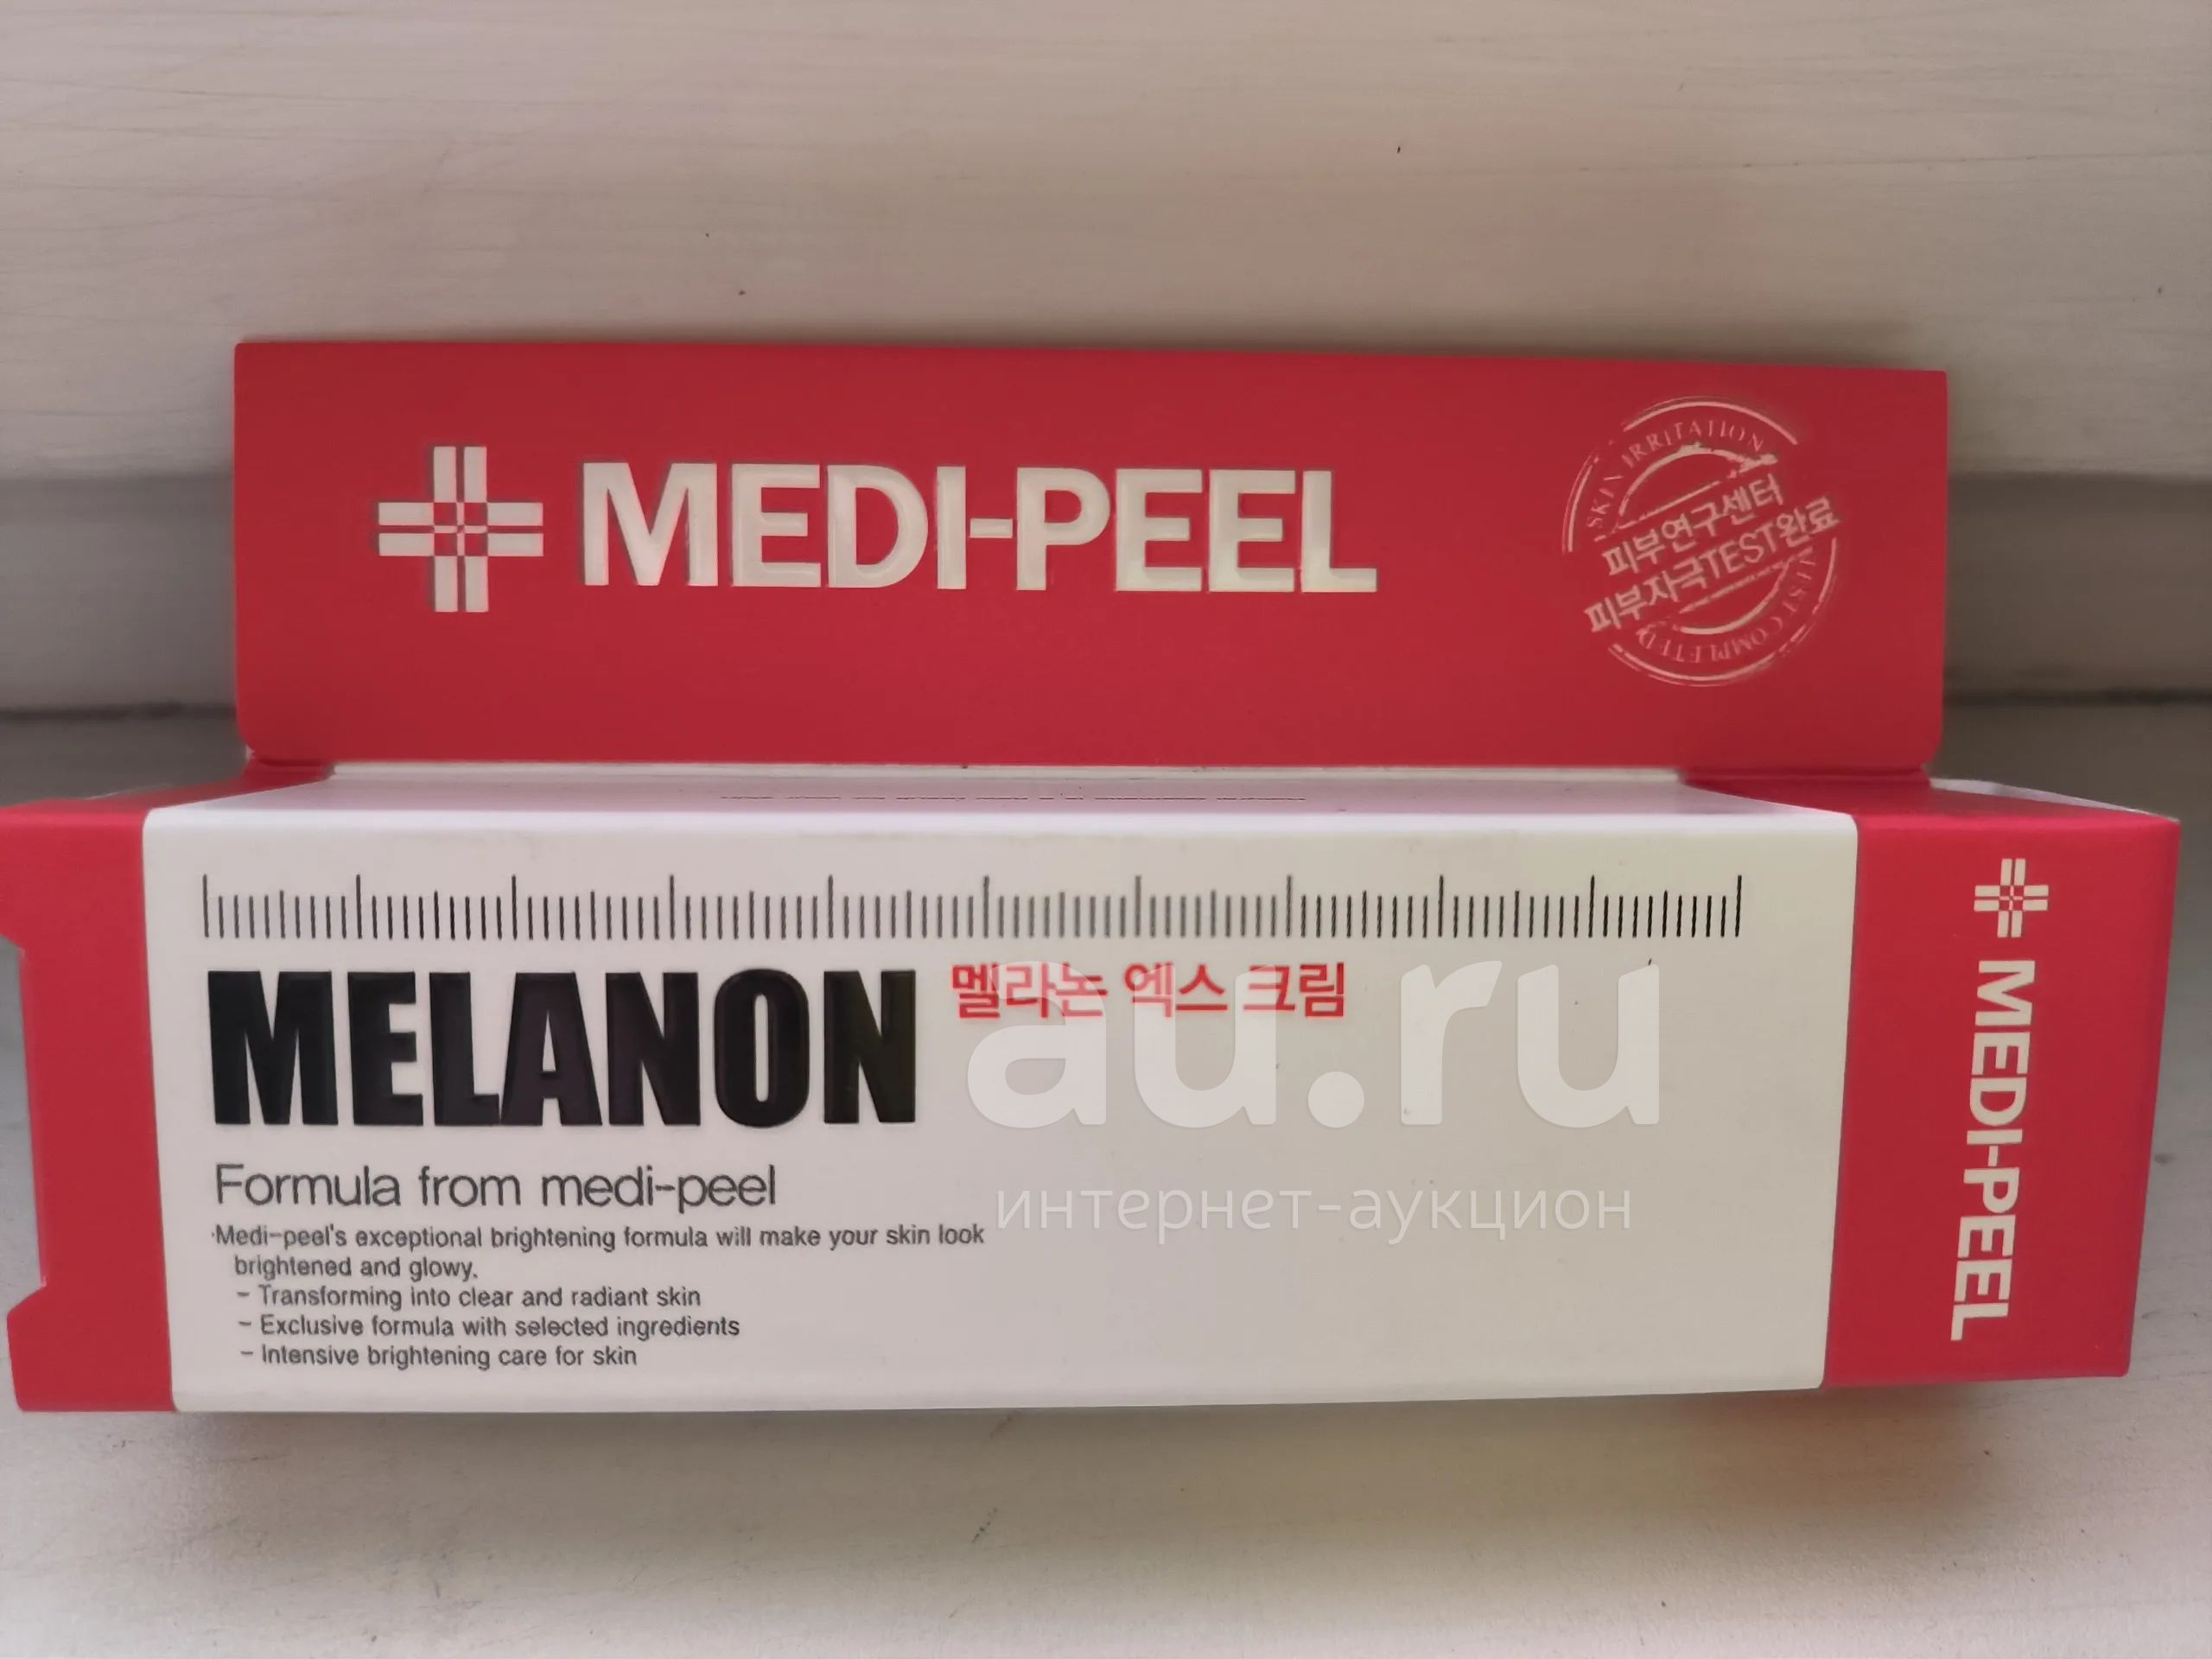 MEDI-PEEL
SKIN IRRITATION
피부연구센터
피부자극TEST완료
TEST COMPLETED
MELANON 멜라논 엑스 크림
Formula from medi-peel
·Medi-peel's exceptional brightening formula will make your skin look
brightened and glowy.
- Transforming into clear and radiant skin
- Exclusive formula with selected ingredients
- Intensive brightening care for skin
MEDI-PEEL
au.ru
интернет-аукцион